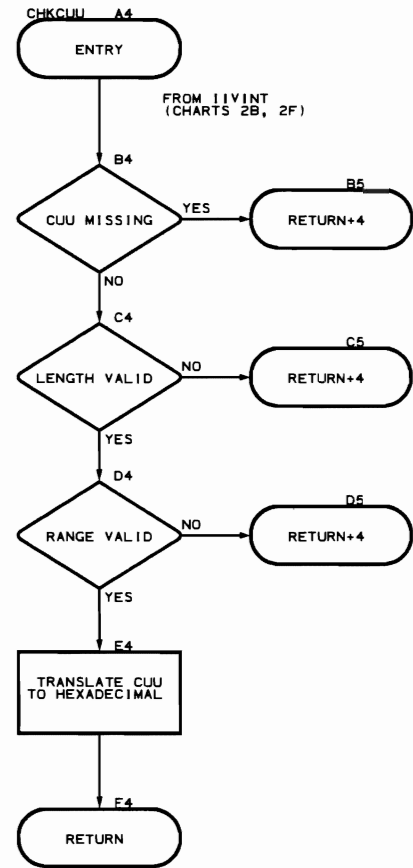 CHKCUU A4
ENTRY
FROM IIVINT
(CHARTS 2B, 2F)
B4
CUU MISSING
YES
B5
RETURN+4
NO
C4
LENGTH VALID
NO
C5
RETURN+4
YES
D4
RANGE VALID
NO
D5
RETURN+4
YES
E4
TRANSLATE CUU
TO HEXADECIMAL
F4
RETURN